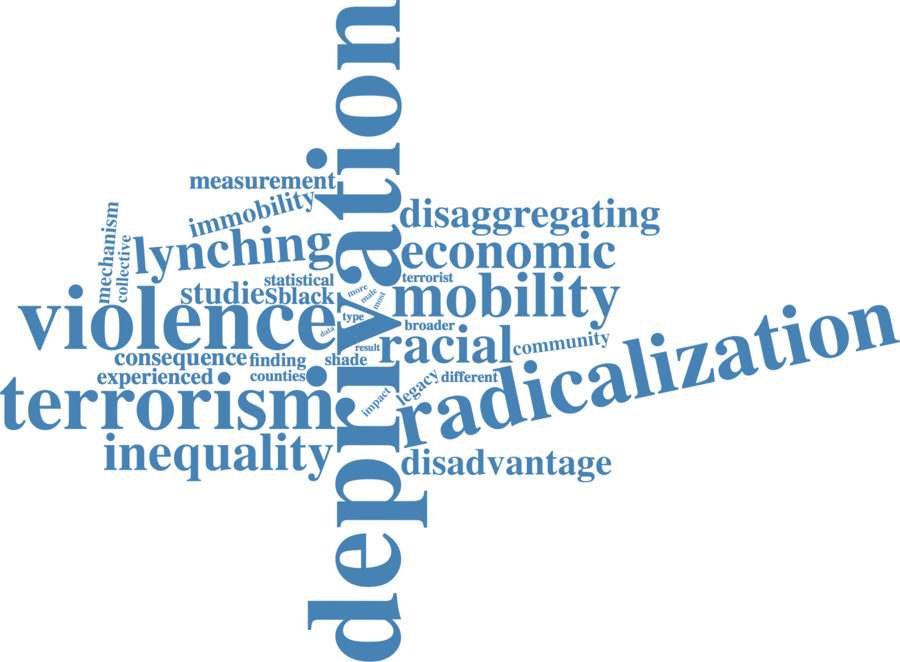 deprivation
measurement
immobility
mechanism
collective
lynching
disaggregating
economic
statistical
terrorist
studies
black
more
male
most
mobility
violence
type
data
broader
result
racial
community
radicalization
consequence
finding
shade
experienced
counties
legacy
different
impact
terrorism
inequality
disadvantage